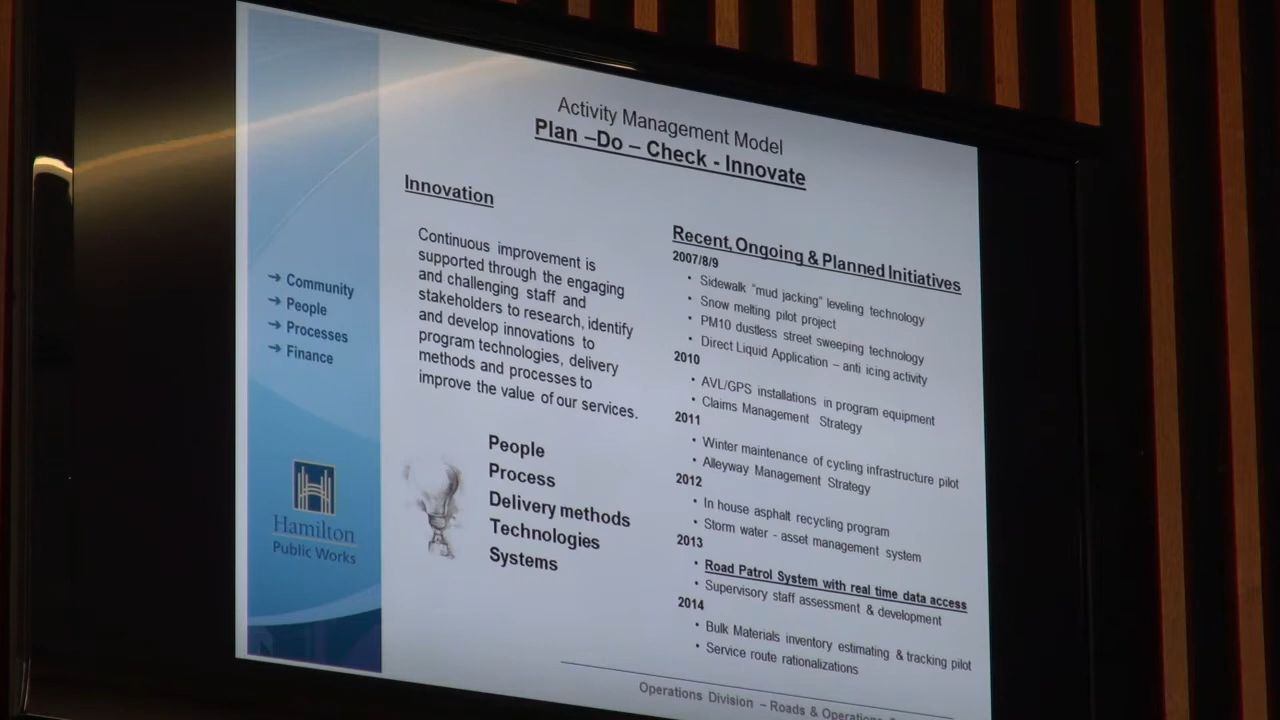 Activity Management Model
Plan –Do – Check - Innovate
Innovation
Continuous improvement is
supported through the engaging
and challenging staff and
stakeholders to research, identify
and develop innovations to
program technologies, delivery
methods and processes to
improve the value of our services.
People
Process
Delivery methods
Technologies
Systems
Recent, Ongoing & Planned Initiatives
2007/8/9
• Sidewalk "mud jacking" leveling technology
• Snow melting pilot project
• PM10 dustless street sweeping technology
• Direct Liquid Application – anti icing activity
2010
• AVL/GPS installations in program equipment
• Claims Management Strategy
2011
• Winter maintenance of cycling infrastructure pilot
• Alleyway Management Strategy
2012
• In house asphalt recycling program
• Storm water - asset management system
2013
• Road Patrol System with real time data access
• Supervisory staff assessment & development
2014
• Bulk Materials inventory estimating & tracking pilot
• Service route rationalizations
→ Community
→ People
→ Processes
→ Finance
Hamilton
Public Works
Operations Division – Roads &